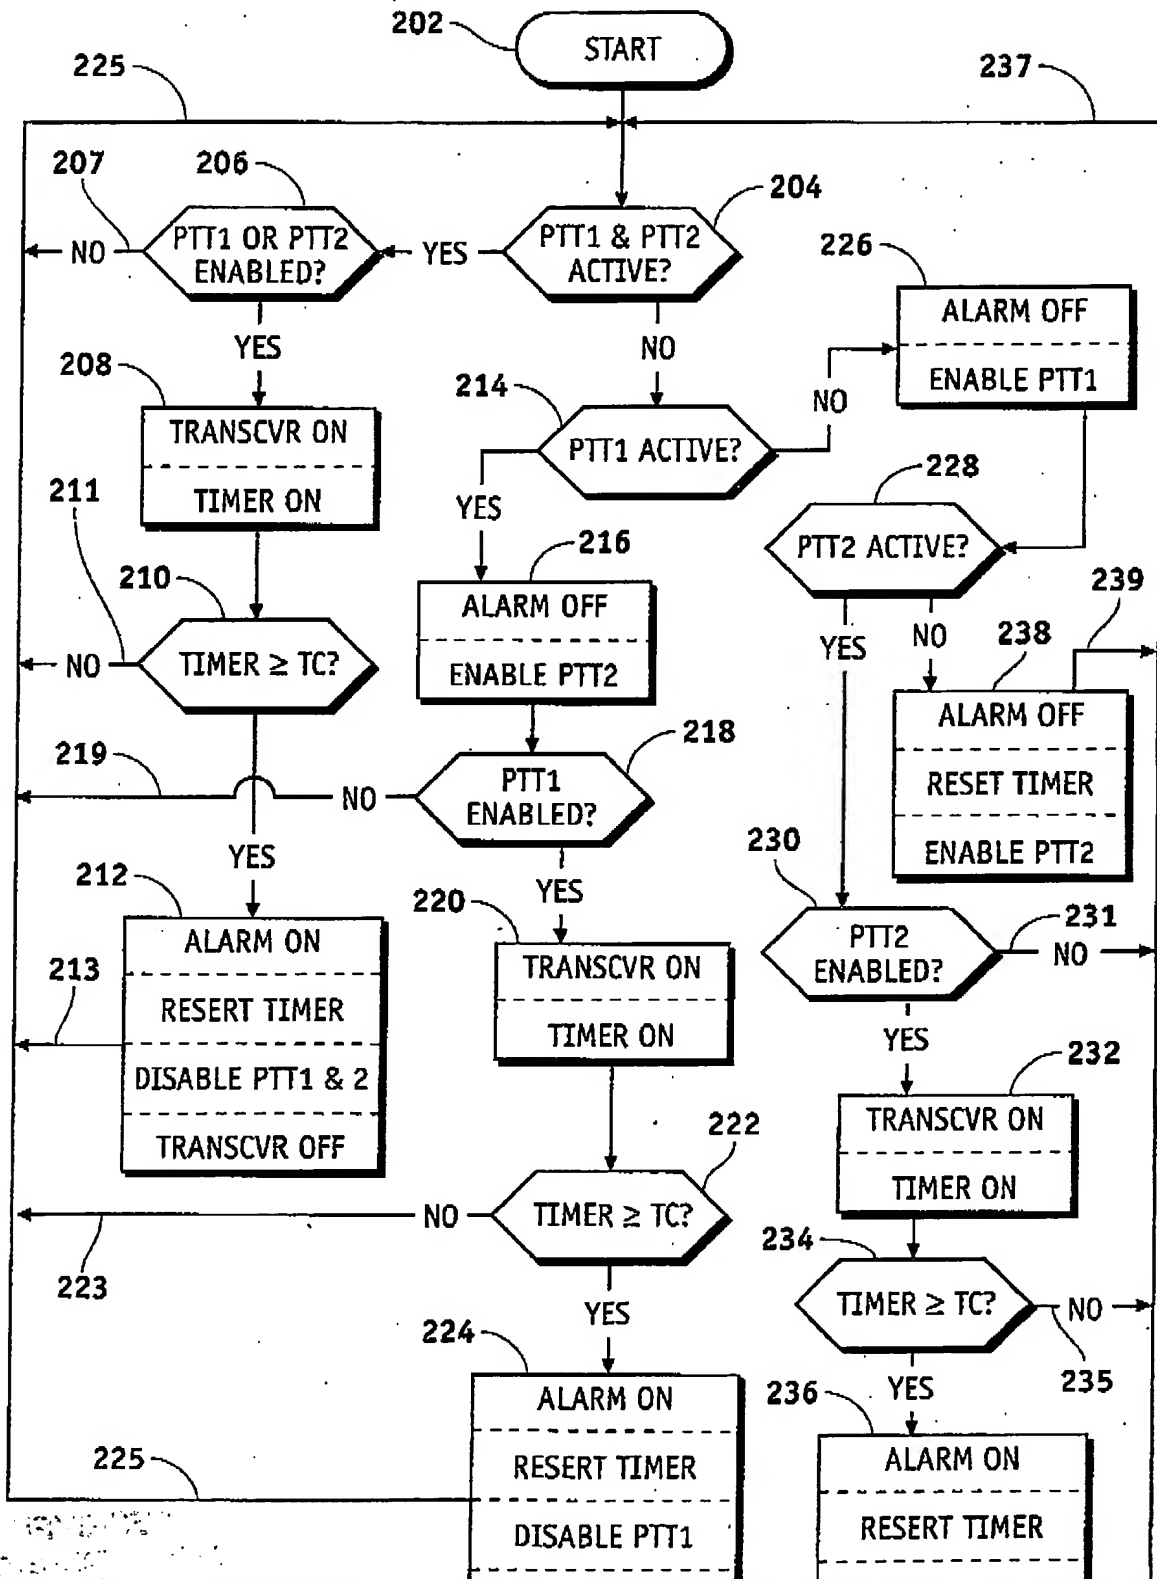 202
START
225
237
207
206
204
PTT1 OR PTT2
ENABLED?
NO
YES
PTT1 & PTT2
ACTIVE?
226
ALARM OFF
ENABLE PTT1
YES
NO
208
214
NO
TRANSCVR ON
TIMER ON
PTT1 ACTIVE?
211
YES
228
PTT2 ACTIVE?
210
216
239
TIMER ≥ TC?
NO
ALARM OFF
ENABLE PTT2
YES
NO
238
ALARM OFF
RESET TIMER
ENABLE PTT2
219
218
NO
PTT1
ENABLED?
YES
212
YES
230
220
231
ALARM ON
RESERT TIMER
DISABLE PTT1 & 2
TRANSCVR OFF
213
TRANSCVR ON
TIMER ON
PTT2
ENABLED?
NO
YES
232
TRANSCVR ON
TIMER ON
222
NO
TIMER ≥ TC?
223
234
YES
TIMER ≥ TC?
NO
235
224
YES
236
ALARM ON
RESERT TIMER
DISABLE PTT1
225
ALARM ON
RESERT TIMER